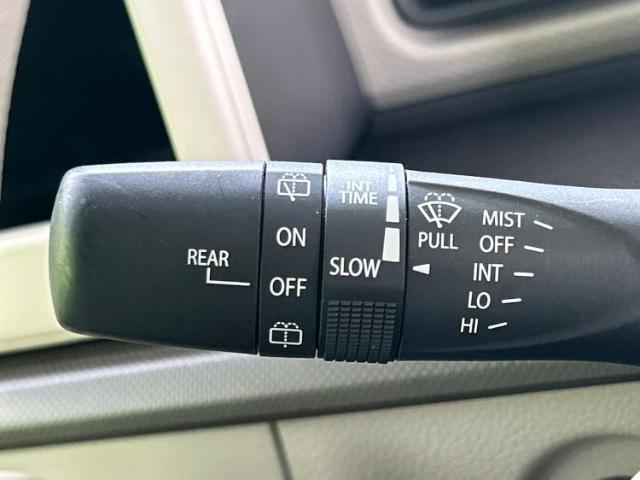 REAR
ON
OFF
INT
TIME
SLOW
PULL
MIST
OFF
INT
LO
HI